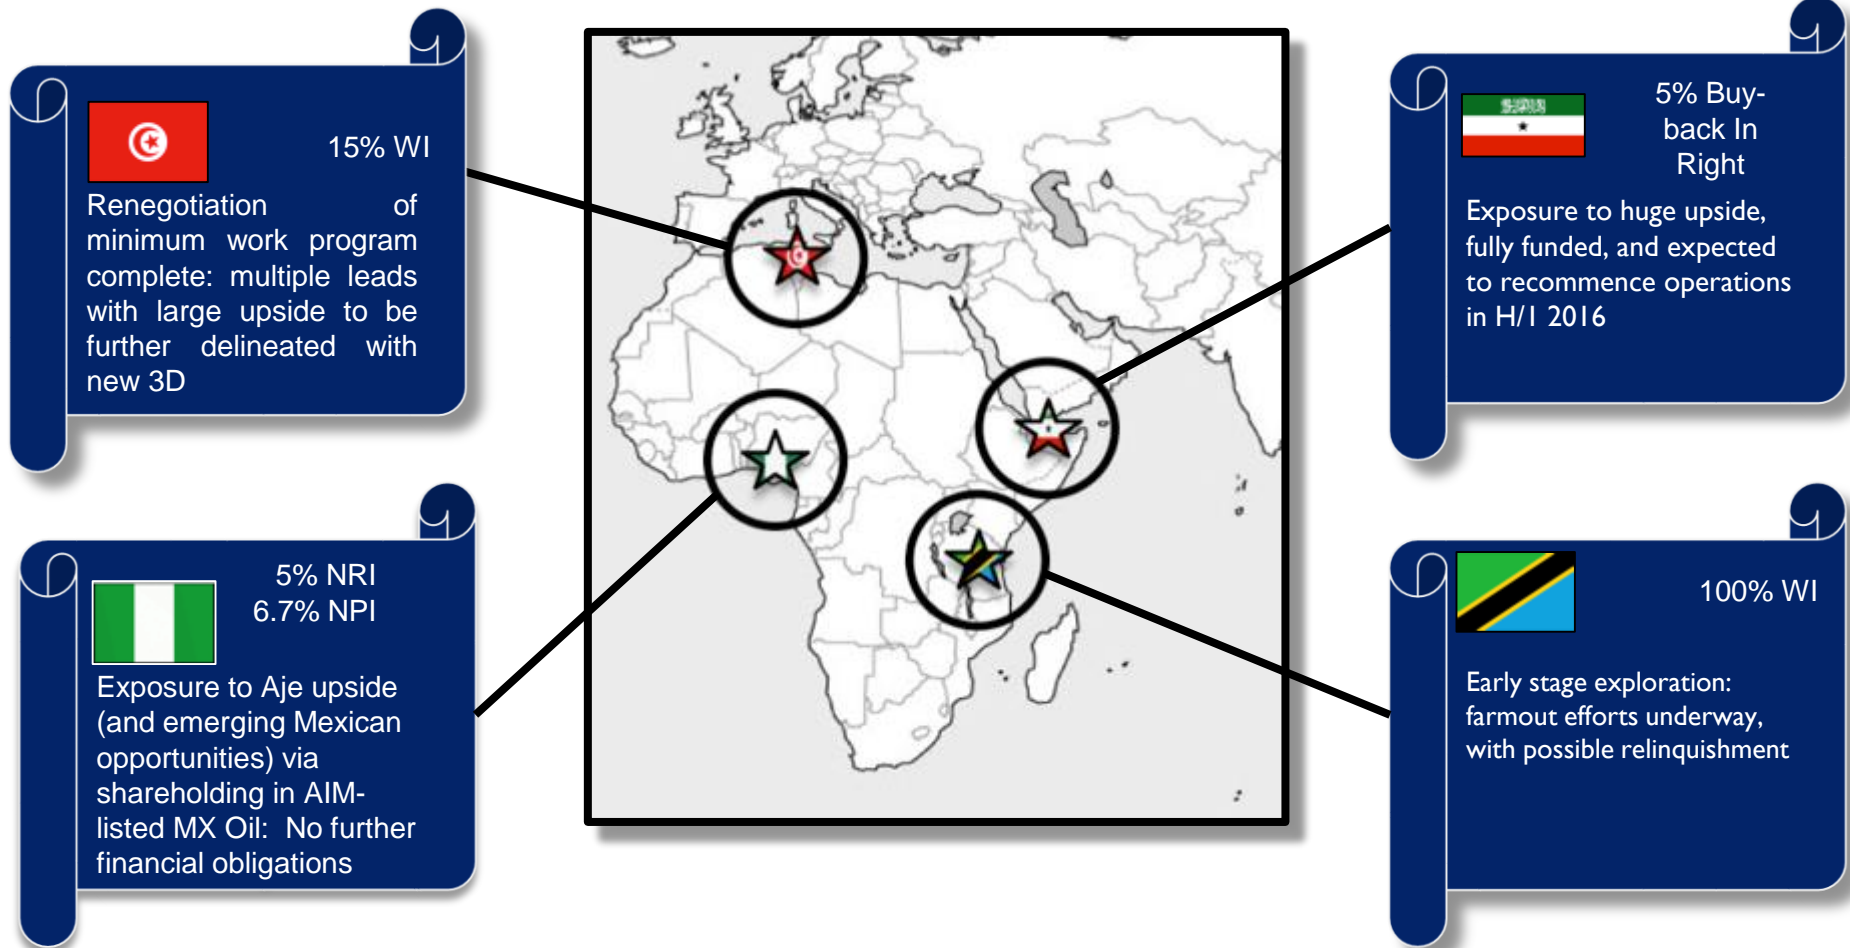 15% WI
Renegotiation of
minimum work program
complete: multiple leads
with large upside to be
further delineated with
new 3D
5% NRI
6.7% NPI
Exposure to Aje upside
(and emerging Mexican
opportunities) via
shareholding in AIM-
listed MX Oil: No further
financial obligations
5% Buy-
back In
Right
Exposure to huge upside,
fully funded, and expected
to recommence operations
in H/1 2016
100% WI
Early stage exploration:
farmout efforts underway,
with possible relinquishment